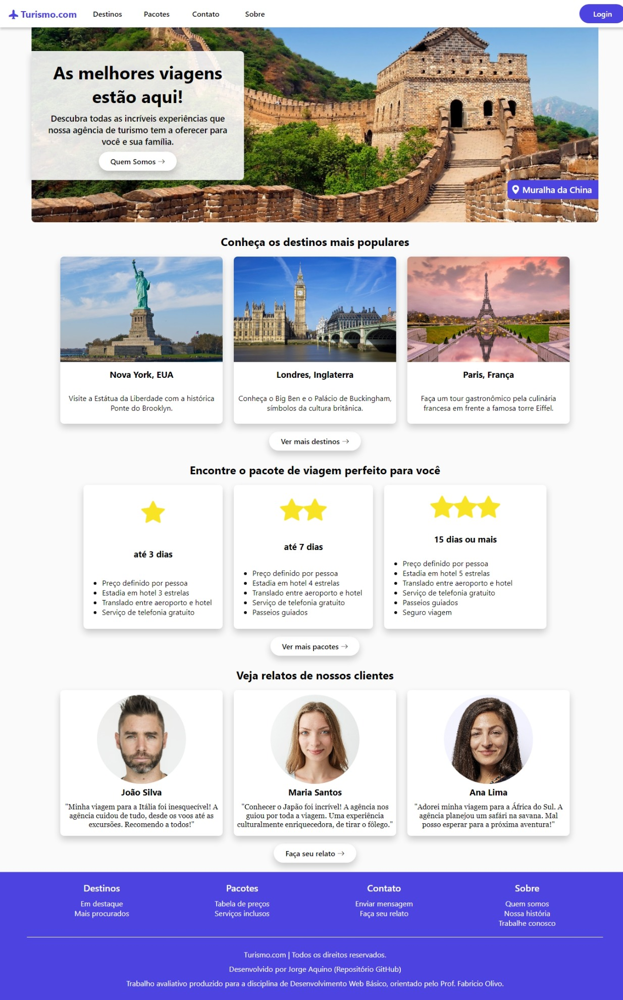 Turismo.com
Destinos
Pacotes
Contato
Sobre
Login
As melhores viagens
estão aqui!
Descubra todas as incríveis experiências que
nossa agência de turismo tem a oferecer para
você e sua família.
Quem Somos →
Muralha da China
Conheça os destinos mais populares
Nova York, EUA
Visite a Estátua da Liberdade com a histórica
Ponte do Brooklyn.
Londres, Inglaterra
Conheça o Big Ben e o Palácio de Buckingham,
símbolos da cultura britânica.
Paris, França
Faça um tour gastronômico pela culinária
francesa em frente a famosa torre Eiffel.
Ver mais destinos →
Encontre o pacote de viagem perfeito para você
até 3 dias
• Preço definido por pessoa
• Estadia em hotel 3 estrelas
• Translado entre aeroporto e hotel
• Serviço de telefonia gratuito
até 7 dias
• Preço definido por pessoa
• Estadia em hotel 4 estrelas
• Translado entre aeroporto e hotel
• Serviço de telefonia gratuito
• Passeios guiados
15 dias ou mais
• Preço definido por pessoa
• Estadia em hotel 5 estrelas
• Translado entre aeroporto e hotel
• Serviço de telefonia gratuito
• Passeios guiados
• Seguro viagem
Ver mais pacotes →
Veja relatos de nossos clientes
João Silva
"Minha viagem para a Itália foi inesquecível! A
agência cuidou de tudo, desde os voos até as
excursões. Recomendo a todos!"
Maria Santos
"Conhecer o Japão foi incrível! A agência nos
guiou por toda a viagem. Uma experiência
culturalmente enriquecedora, de tirar o fôlego."
Ana Lima
"Adorei minha viagem para a África do Sul. A
agência planejou um safári na savana. Mal
posso esperar para a próxima aventura!"
Faça seu relato →
Destinos
Em destaque
Mais procurados
Pacotes
Tabela de preços
Serviços inclusos
Contato
Enviar mensagem
Faça seu relato
Sobre
Quem somos
Nossa história
Trabalhe conosco
Turismo.com | Todos os direitos reservados.
Desenvolvido por Jorge Aquino (Repositório GitHub)
Trabalho avaliativo produzido para a disciplina de Desenvolvimento Web Básico, orientado pelo Prof. Fabricio Olivo.